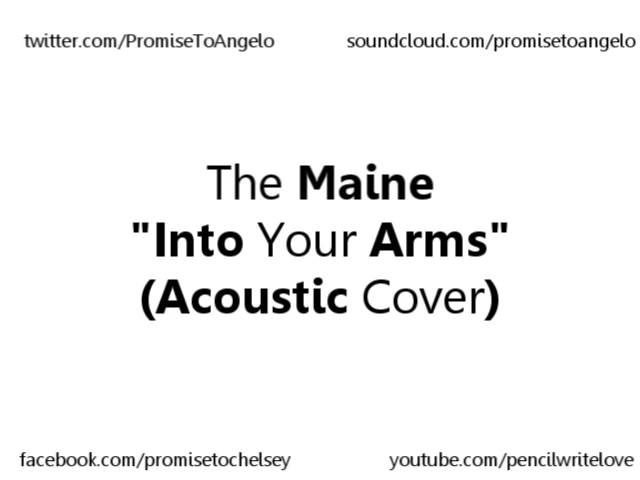 twitter.com/PromiseToAngelo
soundcloud.com/promisetoangelo
The Maine
"Into Your Arms"
(Acoustic Cover)
facebook.com/promisetochelsey
youtube.com/pencilwritelove